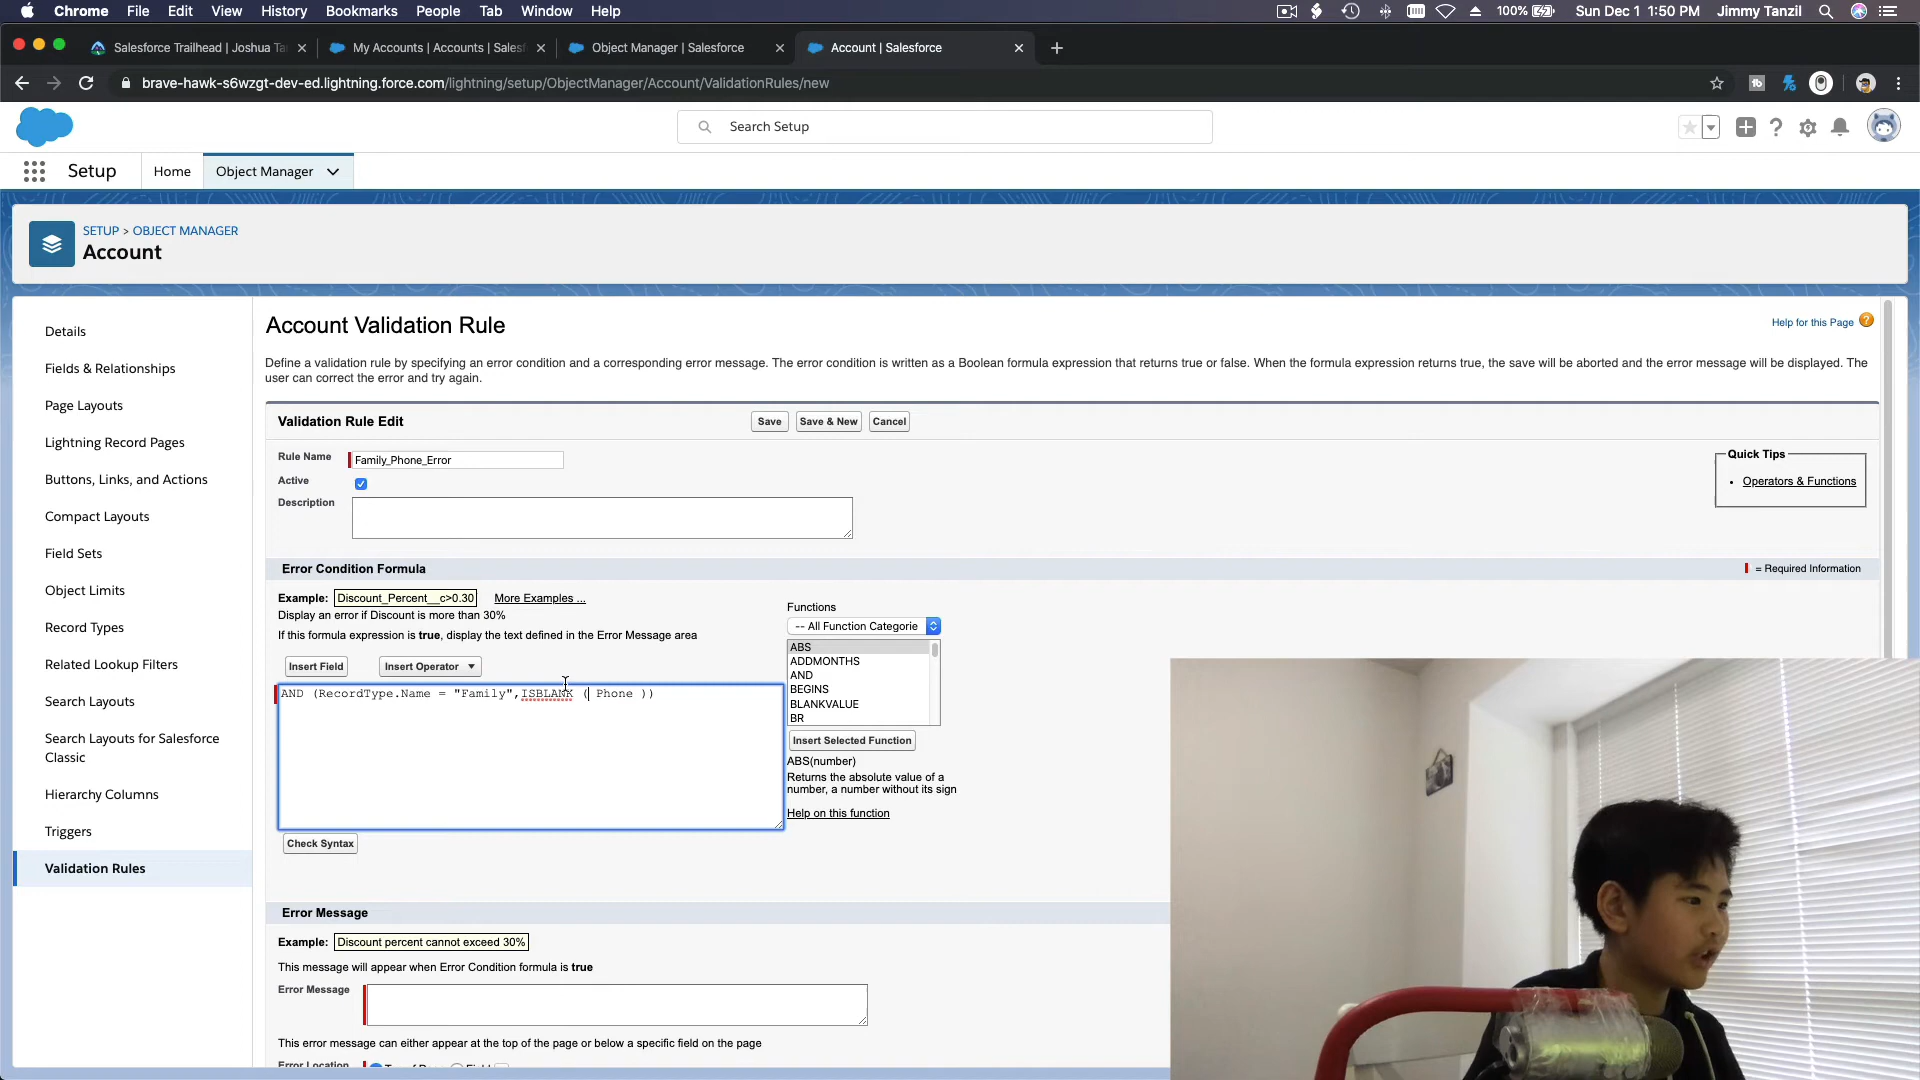 Chrome File Edit View History Bookmarks People Tab Window Help 100% Sun Dec 1 1:50 PM Jimmy Tanzil
Salesforce Trailhead | Joshua Ta My Accounts | Accounts | Sales Object Manager | Salesforce Account | Salesforce
brave-hawk-s6wzgt-dev-ed.lightning.force.com/lightning/setup/ObjectManager/Account/ValidationRules/new
Search Setup
Setup Home Object Manager
SETUP > OBJECT MANAGER
Account
Details
Fields & Relationships
Page Layouts
Lightning Record Pages
Buttons, Links, and Actions
Compact Layouts
Field Sets
Object Limits
Record Types
Related Lookup Filters
Search Layouts
Search Layouts for Salesforce
Classic
Hierarchy Columns
Triggers
Validation Rules
Account Validation Rule
Help for this Page
Define a validation rule by specifying an error condition and a corresponding error message. The error condition is written as a Boolean formula expression that returns true or false. When the formula expression returns true, the save will be aborted and the error message will be displayed. The
user can correct the error and try again.
Validation Rule Edit Save Save & New Cancel
Rule Name Family_Phone_Error
Active
Description
Quick Tips
• Operators & Functions
Error Condition Formula = Required Information
Example: Discount_Percent__c>0.30 More Examples ...
Display an error if Discount is more than 30%
If this formula expression is true, display the text defined in the Error Message area
Insert Field Insert Operator
AND (RecordType.Name = "Family",ISBLANK ( Phone ))
Check Syntax
Functions
-- All Function Categorie
ABS
ADDMONTHS
AND
BEGINS
BLANKVALUE
BR
Insert Selected Function
ABS(number)
Returns the absolute value of a
number, a number without its sign
Help on this function
Error Message
Example: Discount percent cannot exceed 30%
This message will appear when Error Condition formula is true
Error Message
This error message can either appear at the top of the page or below a specific field on the page
Error Location